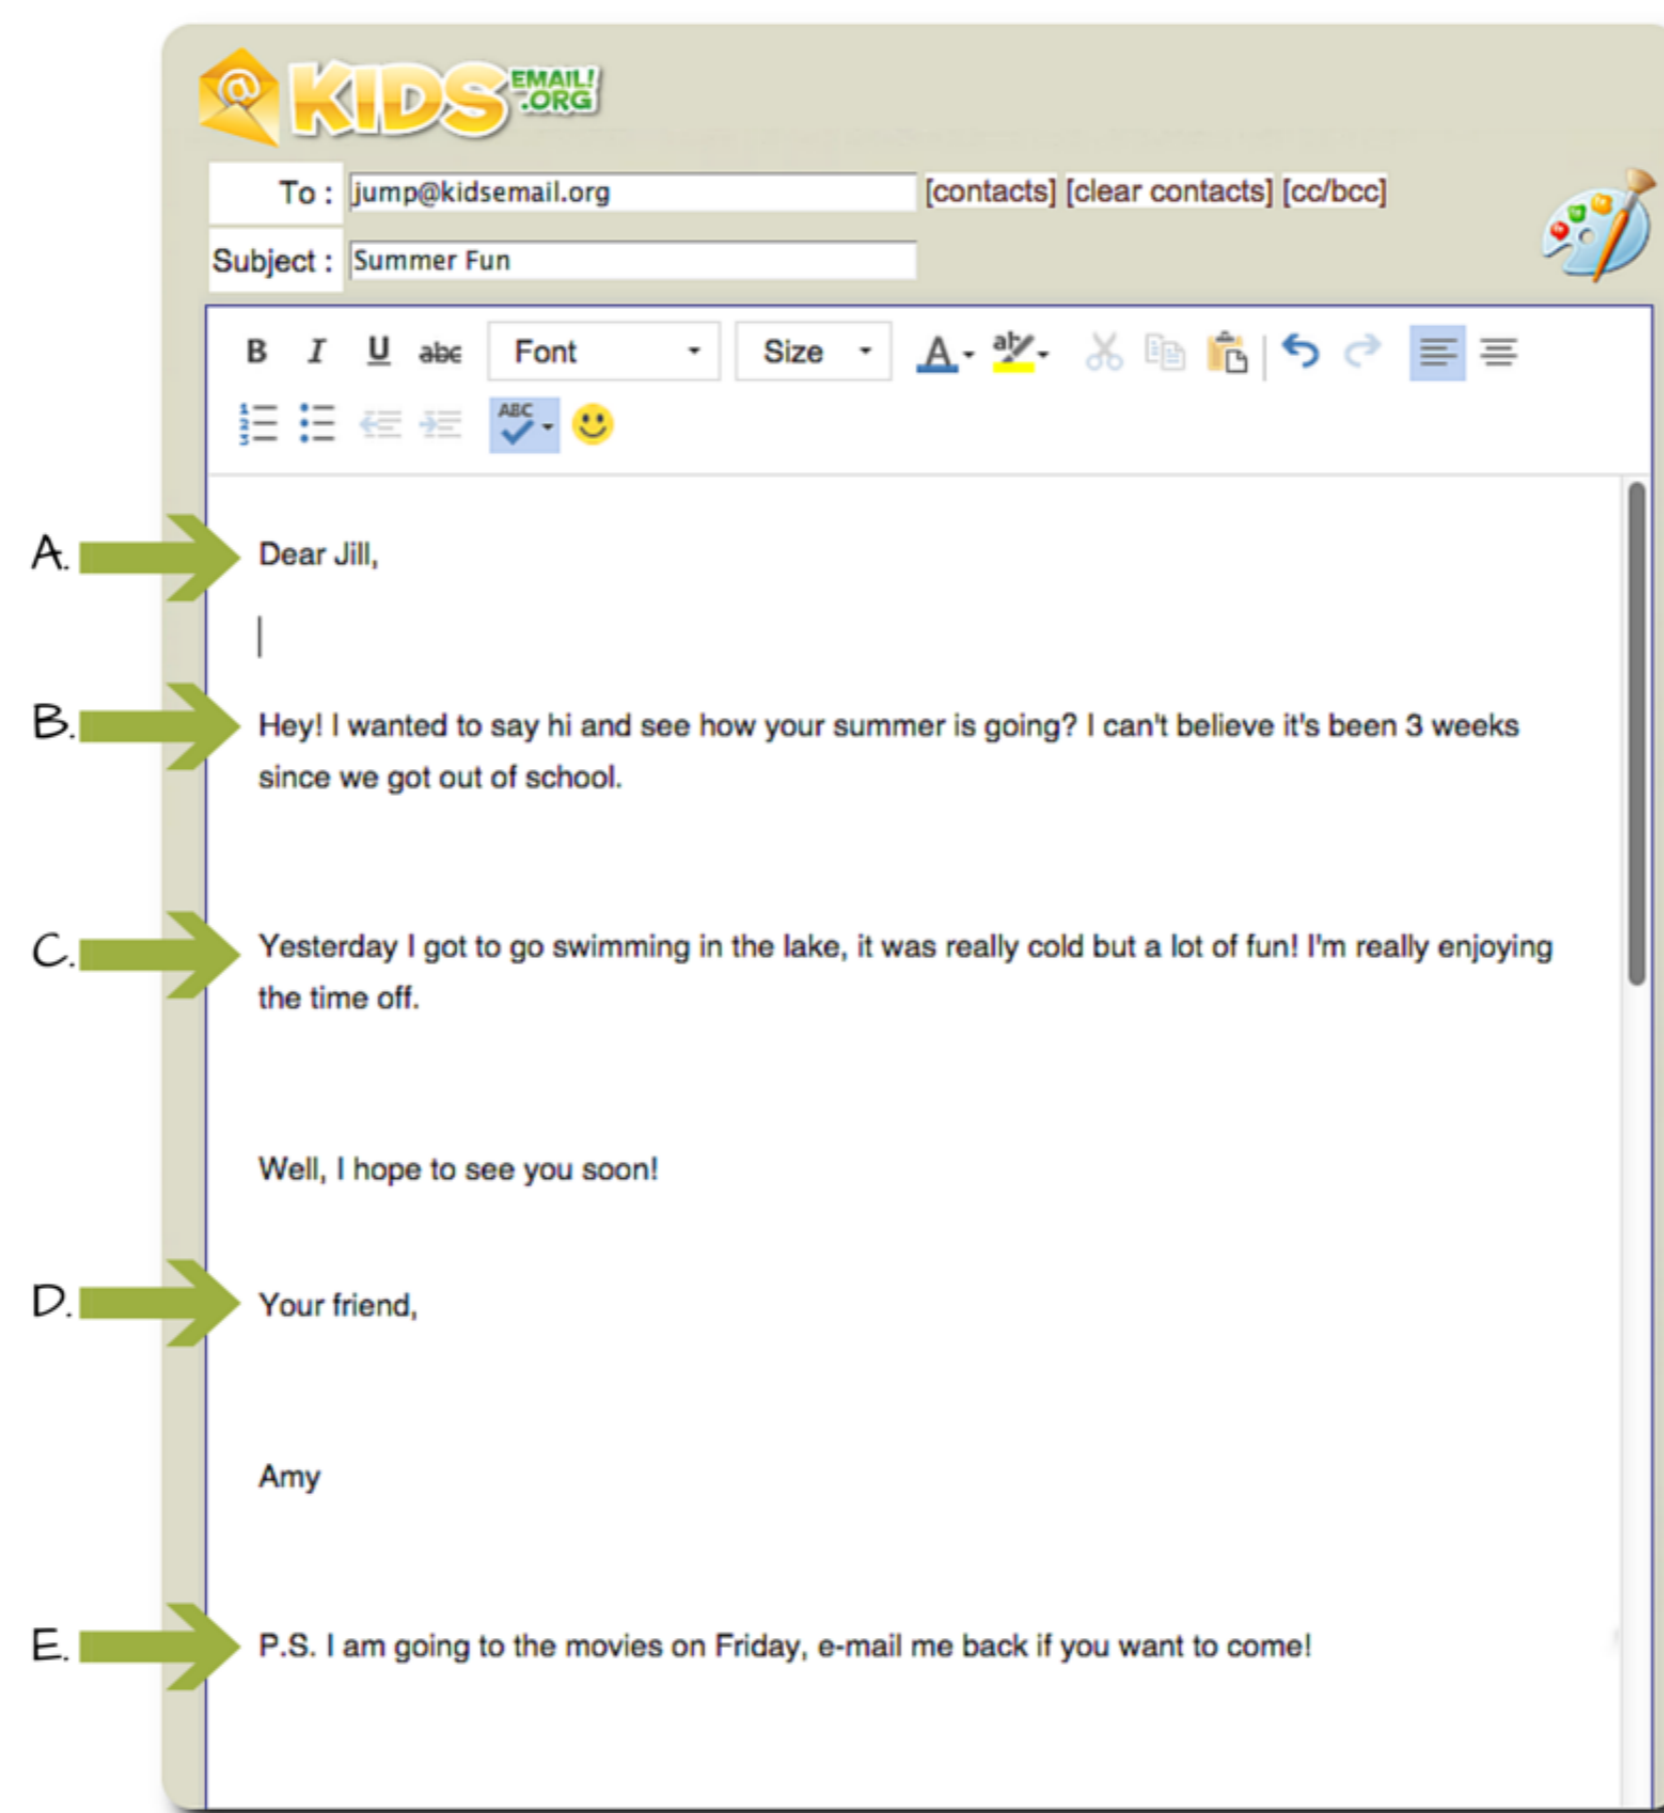 KIDS EMAIL! .ORG
To : jump@kidsemail.org [contacts] [clear contacts] [cc/bcc]
Subject : Summer Fun
B I U abc Font Size A ab
1 2 3 ABC
A. Dear Jill,
B. Hey! I wanted to say hi and see how your summer is going? I can't believe it's been 3 weeks
since we got out of school.
C. Yesterday I got to go swimming in the lake, it was really cold but a lot of fun! I'm really enjoying
the time off.
Well, I hope to see you soon!
D. Your friend,
Amy
E. P.S. I am going to the movies on Friday, e-mail me back if you want to come!